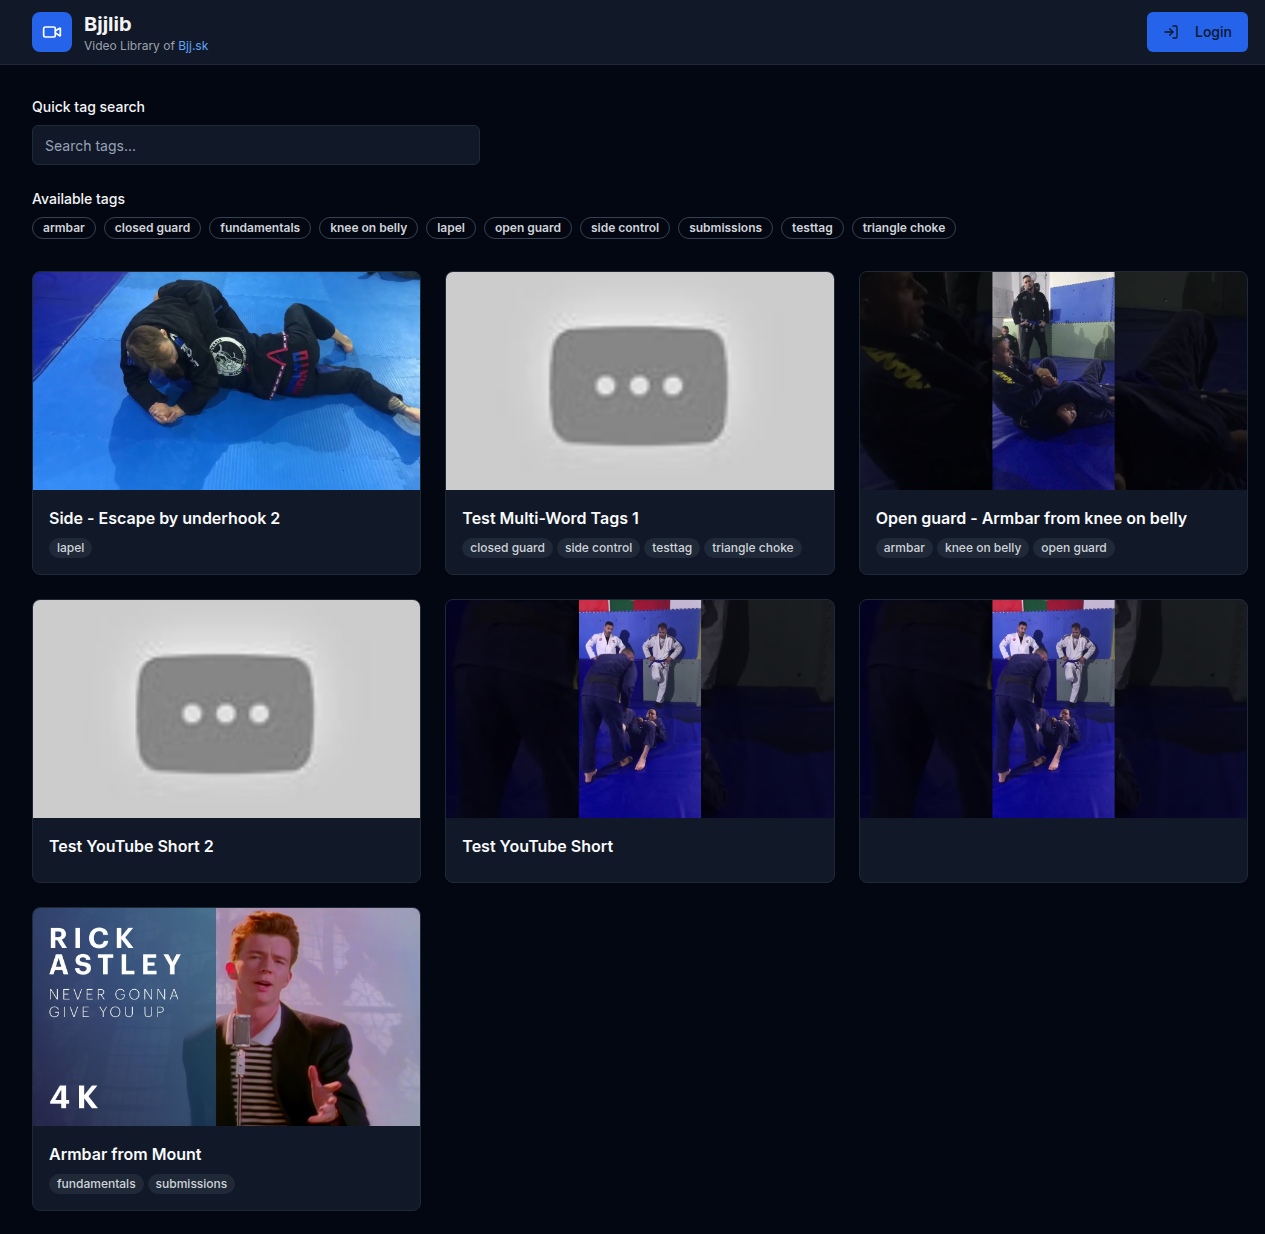 Bjjlib
Video Library of Bjj.sk
Login
Quick tag search
Search tags...
Available tags
armbar closed guard fundamentals knee on belly lapel open guard side control submissions testtag triangle choke
Side - Escape by underhook 2
lapel
Test Multi-Word Tags 1
closed guard side control testtag triangle choke
Open guard - Armbar from knee on belly
armbar knee on belly open guard
Test YouTube Short 2
Test YouTube Short
RICK
ASTLEY
NEVER GONNA
GIVE YOU UP
4K
Armbar from Mount
fundamentals submissions